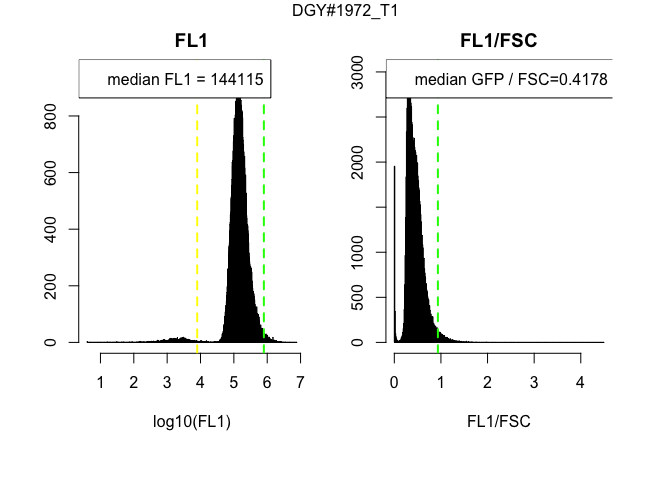 DGY#1972_T1
FL1
median FL1 = 144115
0 200 400 600 800
1 2 3 4 5 6 7
log10(FL1)
FL1/FSC
median GFP / FSC=0.4178
0 500 1000 2000 3000
0 1 2 3 4
FL1/FSC